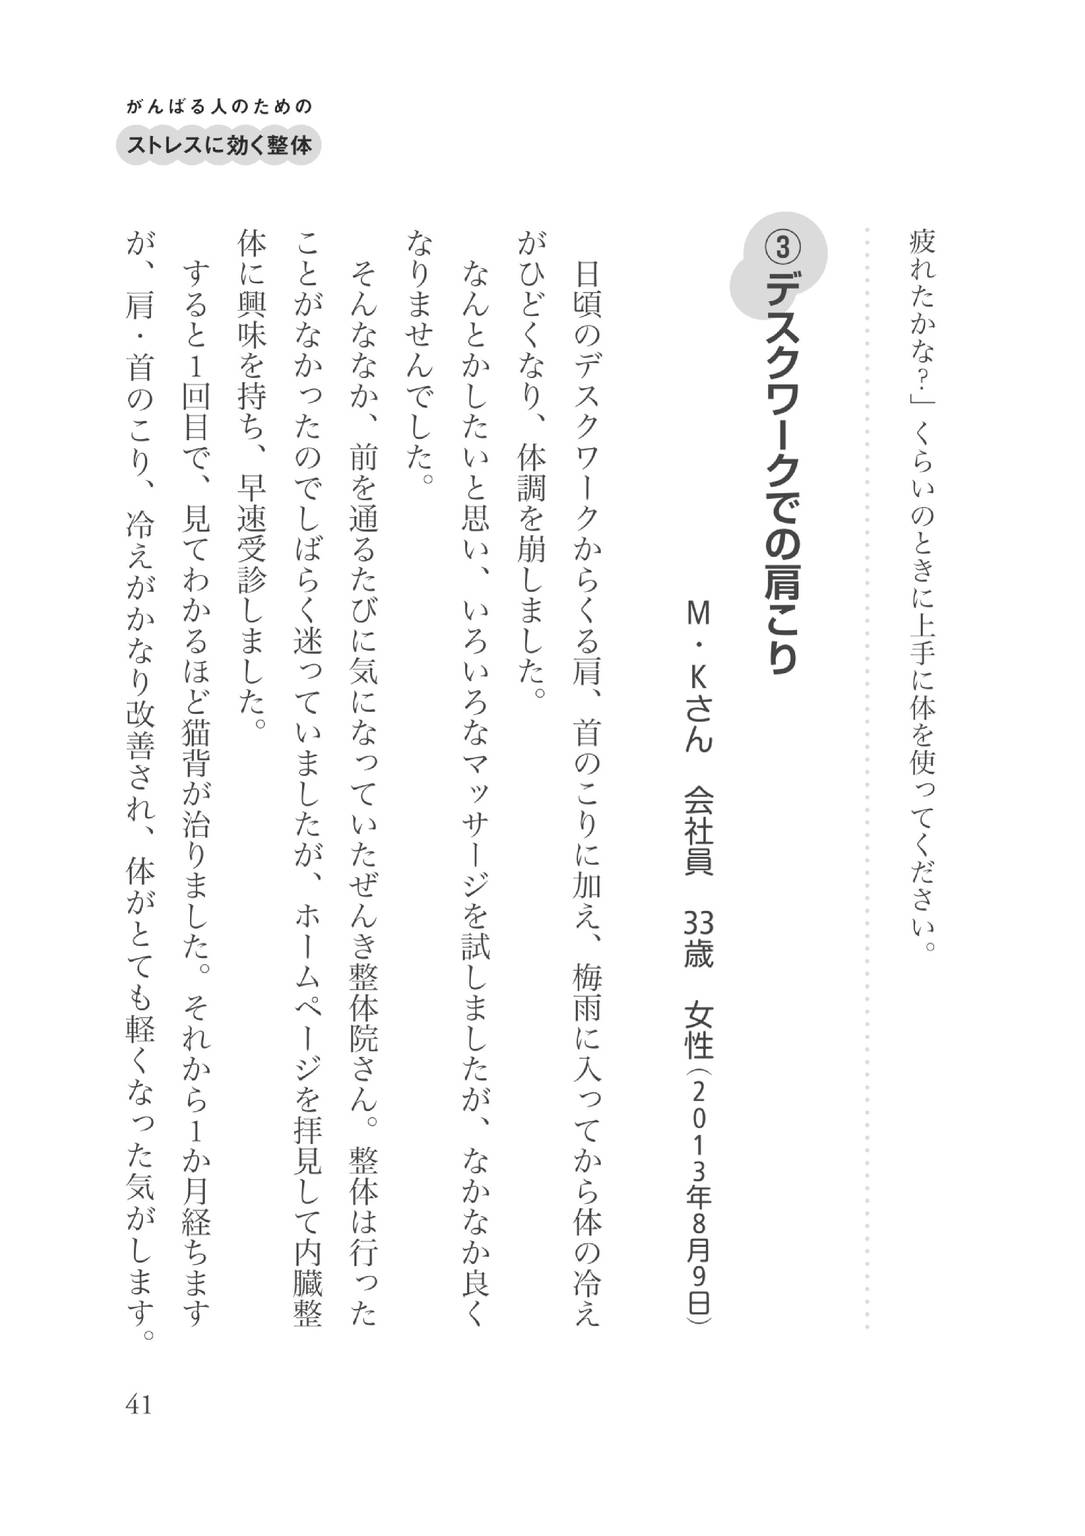 がんばる人のための
ストレスに効く整体
疲れたかな？」くらいのときに上手に体を使ってください。
③デスクワークでの肩こり
M・Kさん　会社員　33歳　女性（2013年8月9日）
日頃のデスクワークからくる肩、首のこりに加え、梅雨に入ってから体の冷え
がひどくなり、体調を崩しました。
なんとかしたいと思い、いろいろなマッサージを試しましたが、なかなか良く
なりませんでした。
そんななか、前を通るたびに気になっていたぜんき整体院さん。整体は行った
ことがなかったのでしばらく迷っていましたが、ホームページを拝見して内臓整
体に興味を持ち、早速受診しました。
すると1回目で、見てわかるほど猫背が治りました。それから1か月経ちます
が、肩・首のこり、冷えがかなり改善され、体がとても軽くなった気がします。
41